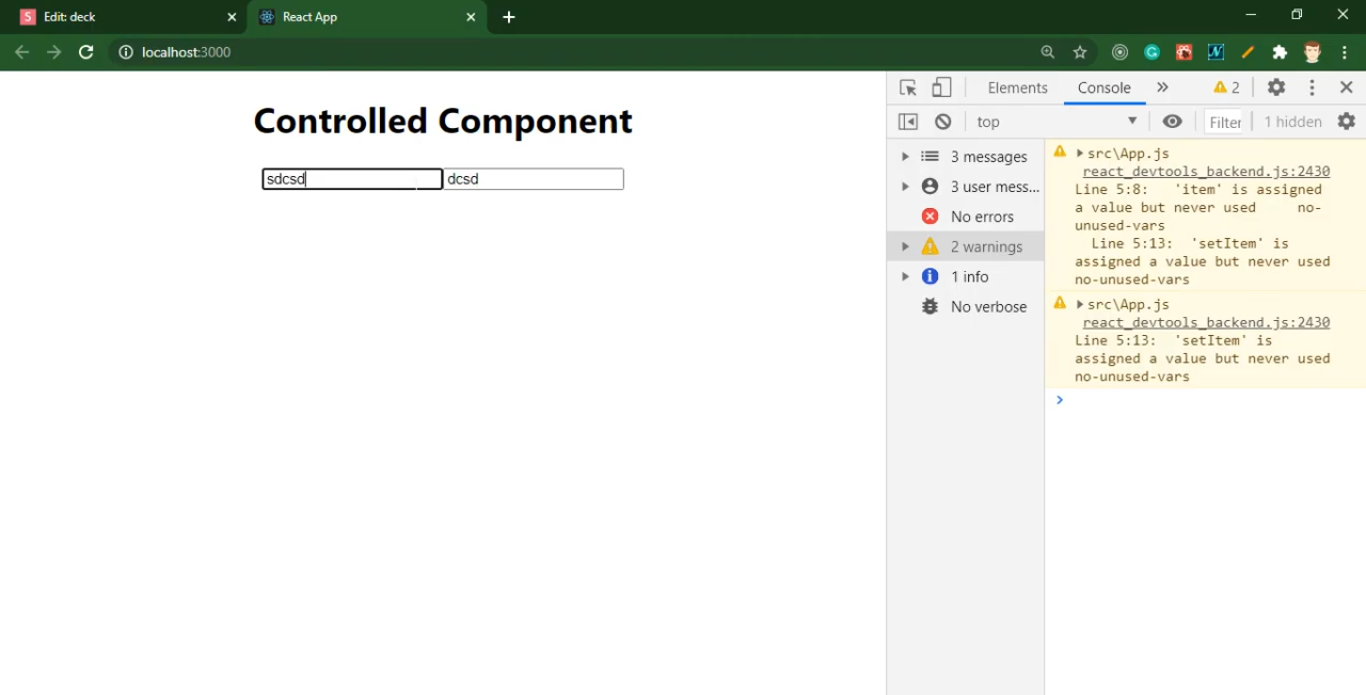 S Edit: deck
React App
localhost:3000
Controlled Component
sdcsd
dcsd
Elements Console 2
top Filter 1 hidden
3 messages
3 user mess...
No errors
2 warnings
1 info
No verbose
src\App.js
react_devtools_backend.js:2430
Line 5:8: 'item' is assigned
a value but never used no-
unused-vars
Line 5:13: 'setItem' is
assigned a value but never used
no-unused-vars
src\App.js
react_devtools_backend.js:2430
Line 5:13: 'setItem' is
assigned a value but never used
no-unused-vars